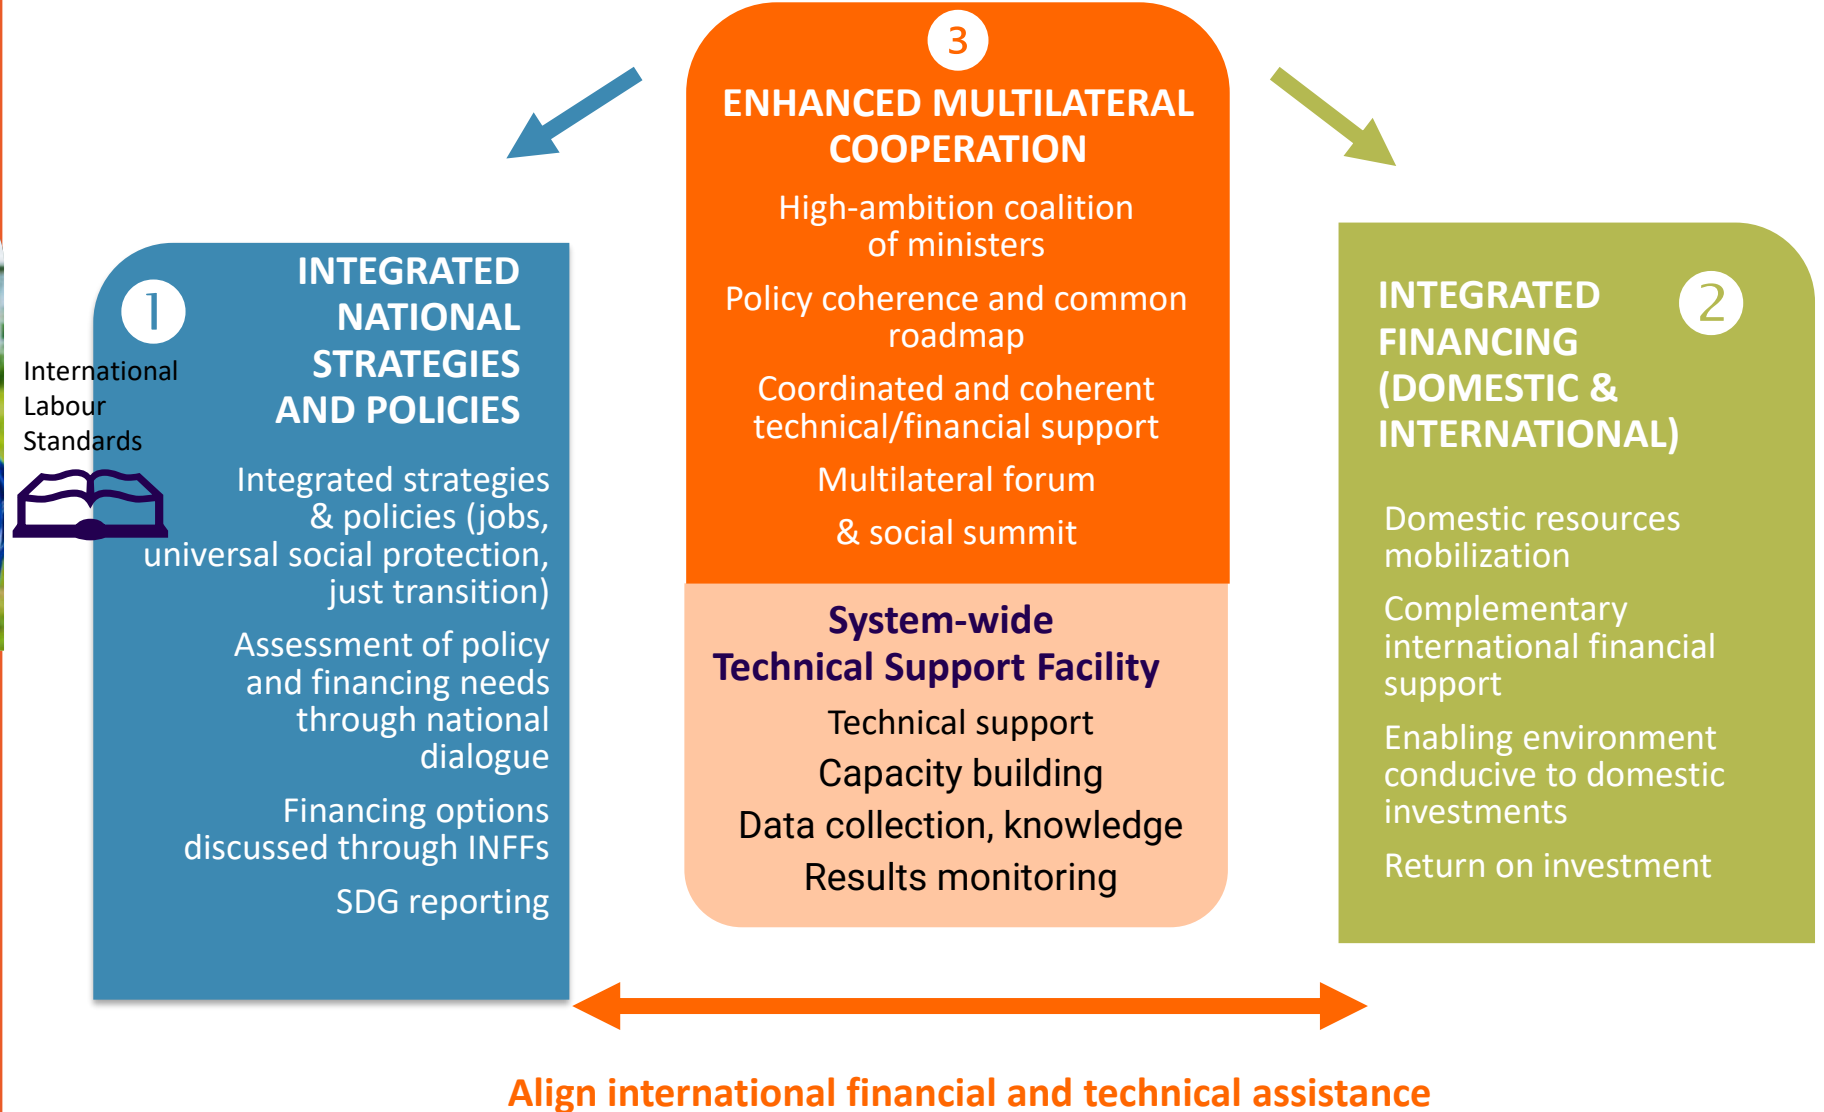 3
ENHANCED MULTILATERAL
COOPERATION
High-ambition coalition
of ministers
Policy coherence and common
roadmap
Coordinated and coherent
technical/financial support
Multilateral forum
& social summit
System-wide
Technical Support Facility
Technical support
Capacity building
Data collection, knowledge
Results monitoring
1
INTEGRATED
NATIONAL
STRATEGIES
AND POLICIES
International
Labour
Standards
Integrated strategies
& policies (jobs,
universal social protection,
just transition)
Assessment of policy
and financing needs
through national
dialogue
Financing options
discussed through INFFs
SDG reporting
2
INTEGRATED
FINANCING
(DOMESTIC &
INTERNATIONAL)
Domestic resources
mobilization
Complementary
international financial
support
Enabling environment
conducive to domestic
investments
Return on investment
Align international financial and technical assistance